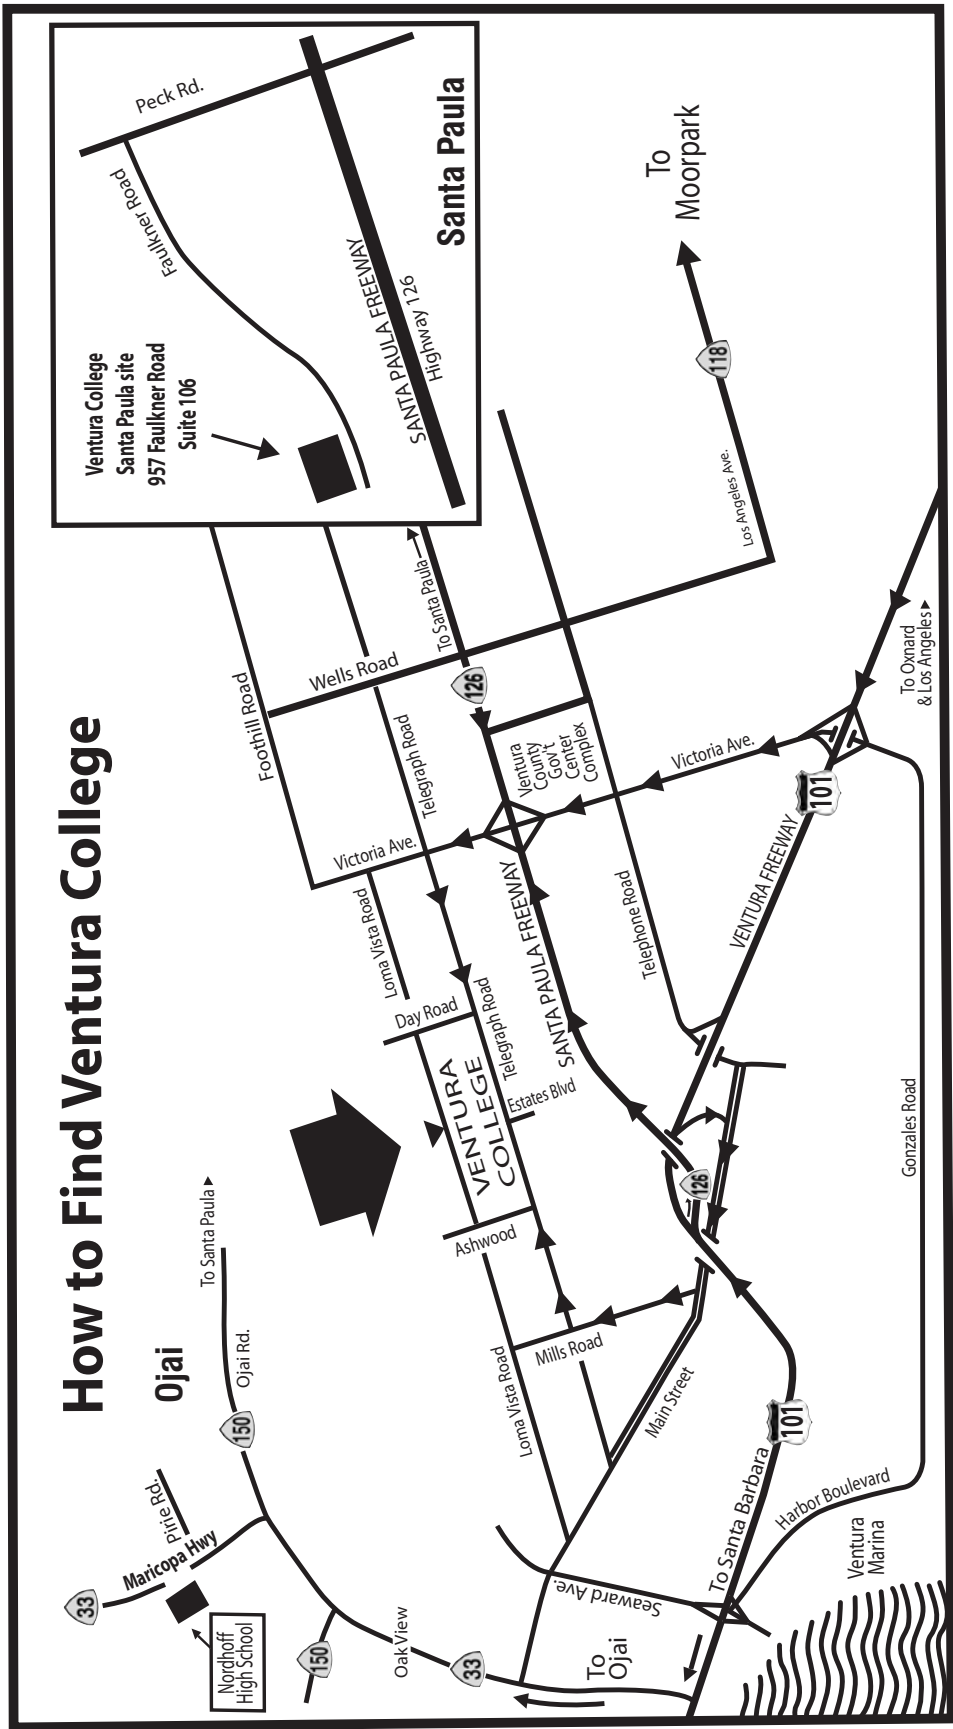 How to Find Ventura College
Ojai
To Santa Paula
150
Ojai Rd.
Pirie Rd.
Maricopa Hwy
33
Nordhoff
High School
150
Oak View
33
To
Ojai
Seaward Ave.
To Santa Barbara
Harbor Boulevard
Ventura
Marina
101
Main Street
Mills Road
Loma Vista Road
Ashwood
VENTURA
COLLEGE
Estates Blvd
Telegraph Road
Day Road
Loma Vista Road
Victoria Ave.
Foothill Road
Telegraph Road
Wells Road
To Santa Paula
126
Ventura
County
Gov't
Center
Complex
SANTA PAULA FREEWAY
126
Telephone Road
Victoria Ave.
VENTURA FREEWAY
101
Gonzales Road
To Oxnard
& Los Angeles
Los Angeles Ave.
118
To
Moorpark
Ventura College
Santa Paula site
957 Faulkner Road
Suite 106
Faulkner Road
Peck Rd.
SANTA PAULA FREEWAY
Highway 126
Santa Paula